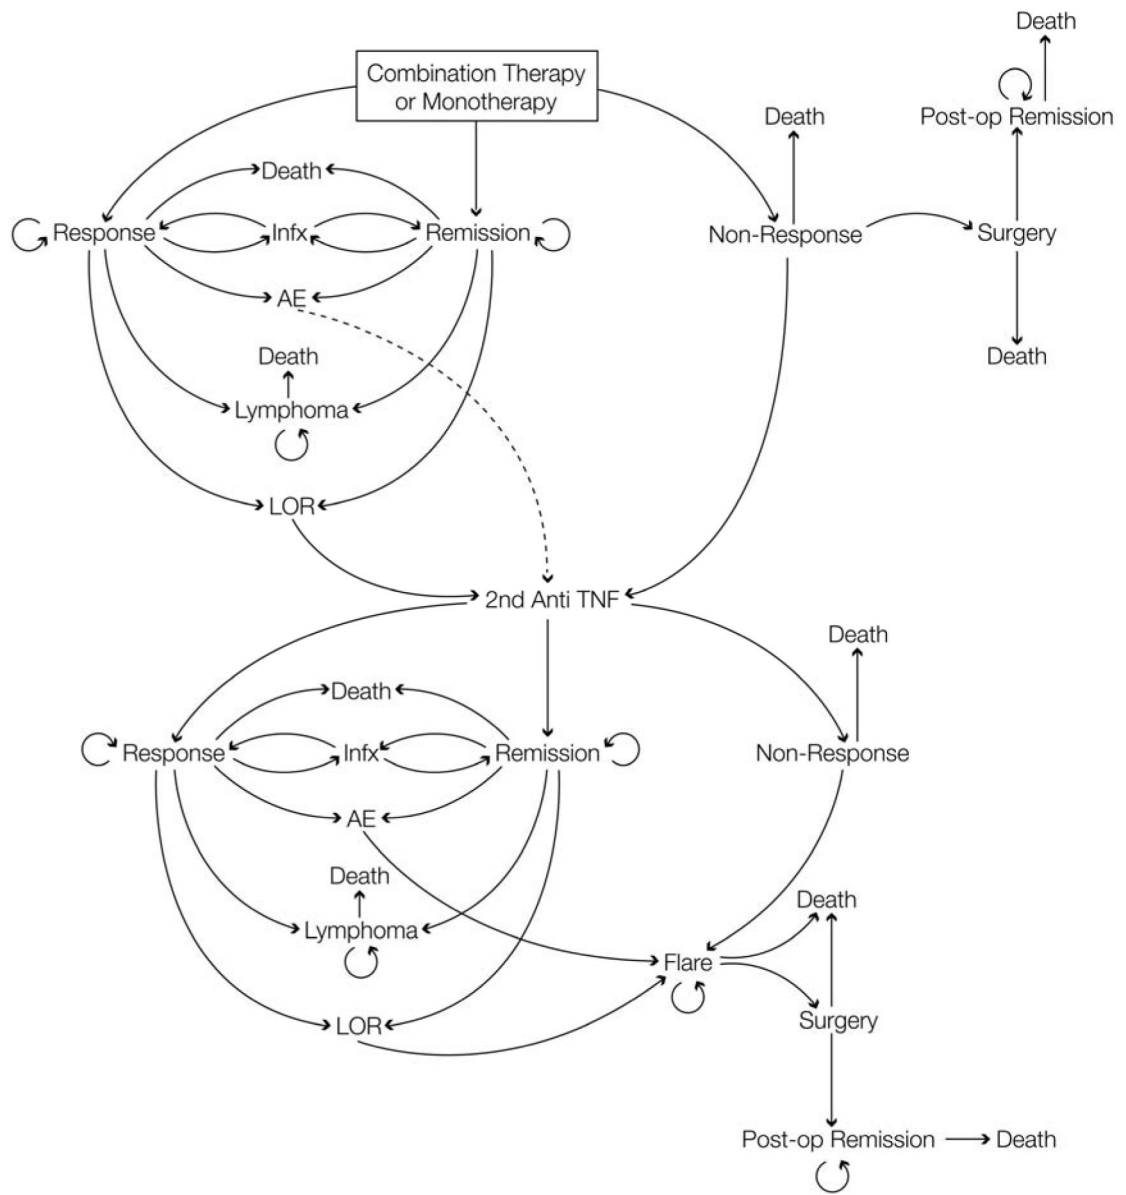 Death
Combination Therapy
or Monotherapy
Death
Post-op Remission
Death
Response
Infx
Remission
Non-Response
Surgery
AE
Death
Death
Lymphoma
LOR
2nd Anti TNF
Death
Death
Response
Infx
Remission
Non-Response
AE
Death
Death
Lymphoma
Flare
LOR
Surgery
Post-op Remission
Death